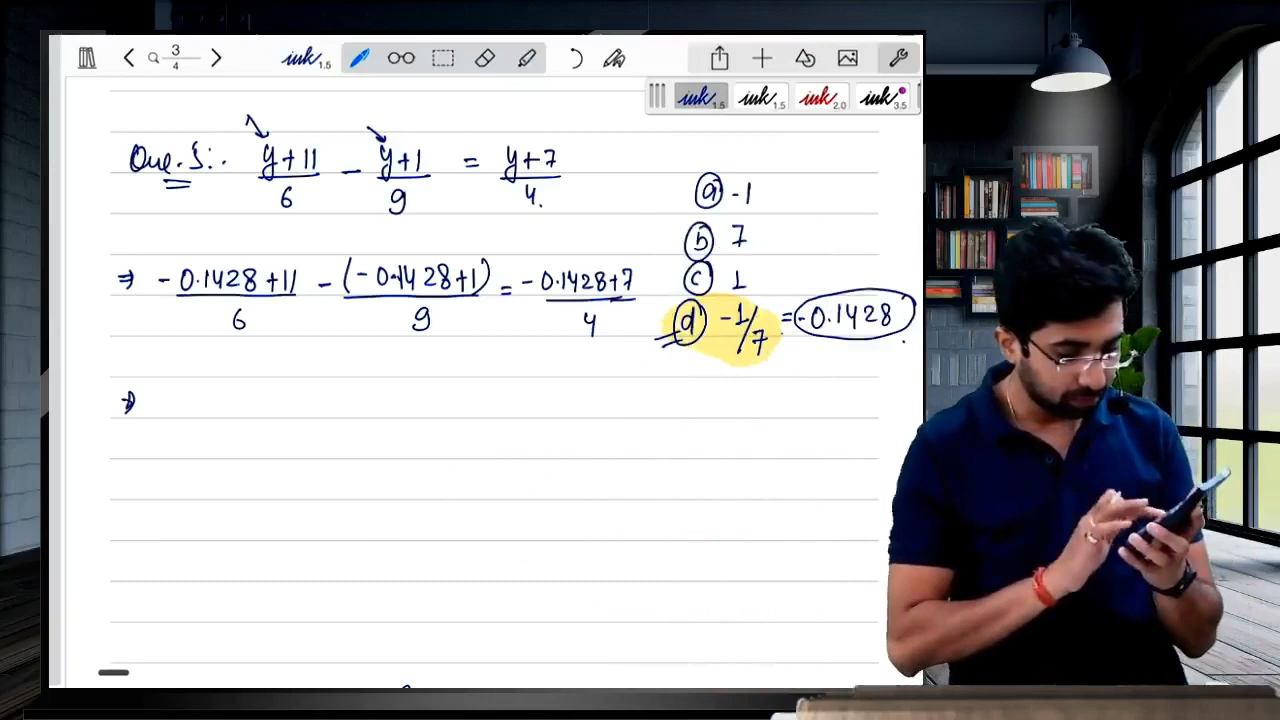 3
4
ink 1.5
ink 1.5 ink 1.5 ink 2.0 ink 3.5
Que. 5:. y+11/6 - y+1/9 = y+7/4.
(a) -1
(b) 7
(c) 1
(d) -1/7 = -0.1428
⇒ -0.1428+11/6 - (-0.1428+1)/9 = -0.1428+7/4
⇒